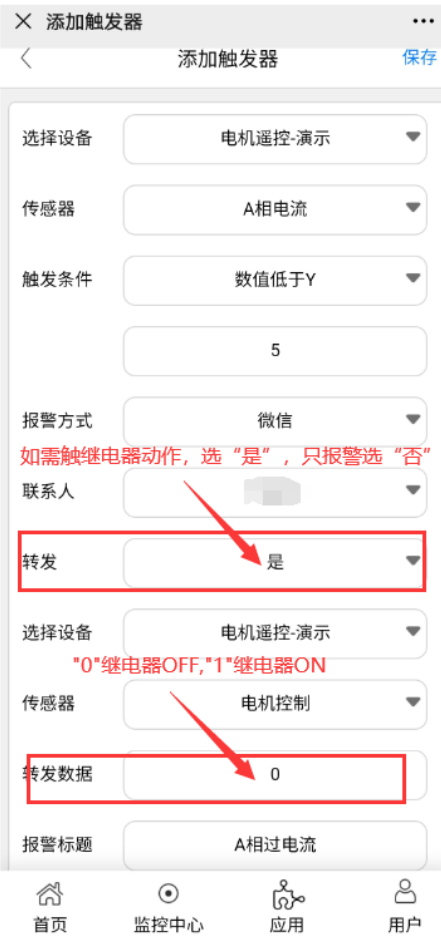 添加触发器
添加触发器 保存
选择设备 电机遥控-演示
传感器 A相电流
触发条件 数值低于Y
5
报警方式 微信
如需触继电器动作，选“是”，只报警选“否”
联系人
转发 是
选择设备 电机遥控-演示
"0"继电器OFF,"1"继电器ON
传感器 电机控制
转发数据 0
报警标题 A相过电流
首页 监控中心 应用 用户